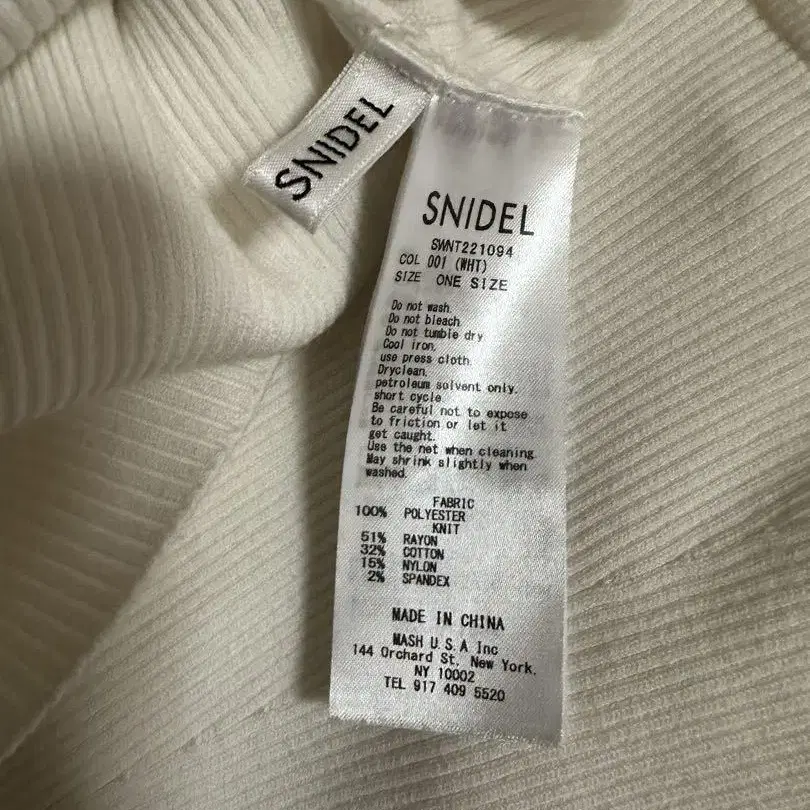 SNIDEL
SNIDEL
SWNT221094
COL 001 (WHT)
SIZE ONE SIZE
Do not wash.
Do not bleach.
Do not tumble dry
Cool iron,
use press cloth.
Dryclean,
petroleum solvent only.
short cycle.
Be careful not to expose
to friction or let it
get caught.
Use the net when cleaning.
May shrink slightly when
washed.
FABRIC
100% POLYESTER
KNIT
51% RAYON
32% COTTON
15% NYLON
2% SPANDEX
MADE IN CHINA
MASH U.S.A Inc
144 Orchard St, New York.
NY 10002
TEL 917 409 5520